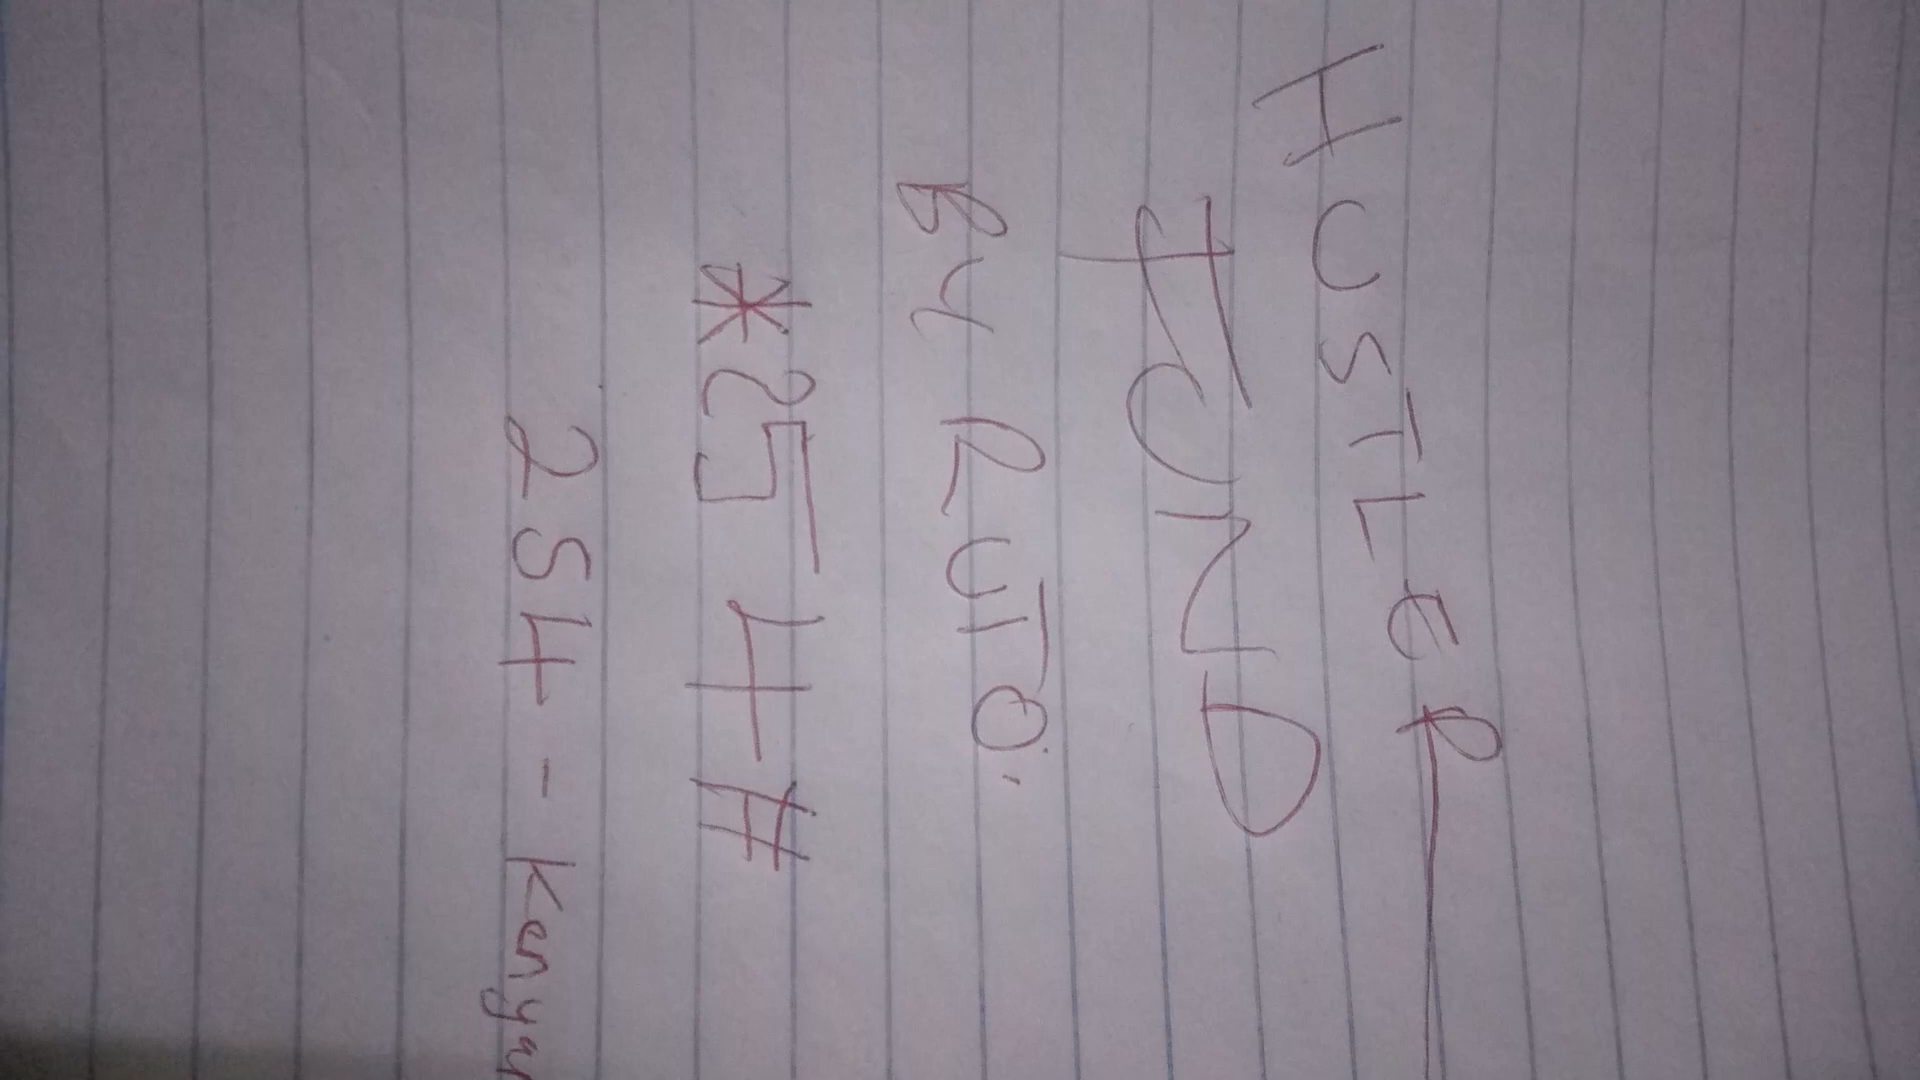 HUSTLER
FUND
BY RUTO.
*254#
254 - Kenya